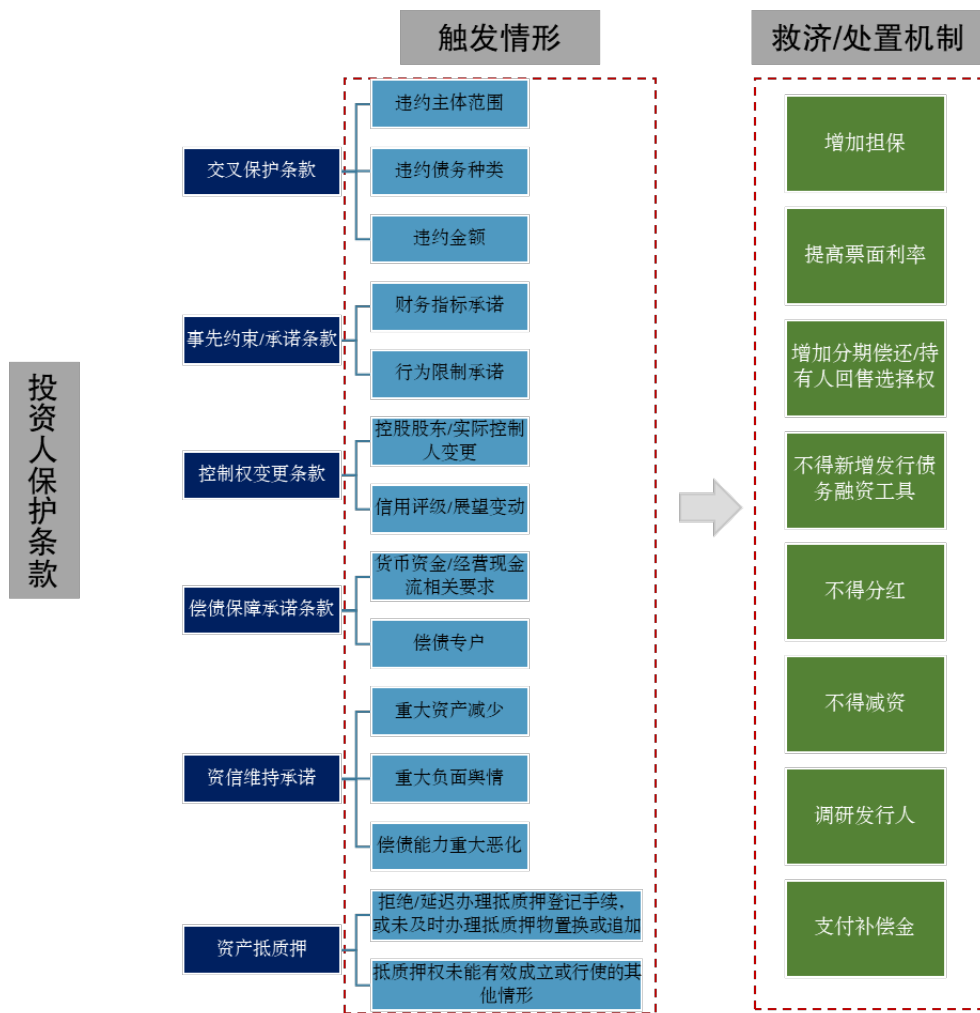 触发情形
救济/处置机制
投资人保护条款
交叉保护条款
违约主体范围
违约债务种类
违约金额
事先约束/承诺条款
财务指标承诺
行为限制承诺
控制权变更条款
控股股东/实际控制
人变更
信用评级/展望变动
偿债保障承诺条款
货币资金/经营现金
流相关要求
偿债专户
资信维持承诺
重大资产减少
重大负面舆情
偿债能力重大恶化
资产抵质押
拒绝/延迟办理抵质押登记手续，
或未及时办理抵质押物置换或追加
抵质押权未能有效成立或行使的其
他情形
增加担保
提高票面利率
增加分期偿还/持
有人回售选择权
不得新增发行债
务融资工具
不得分红
不得减资
调研发行人
支付补偿金